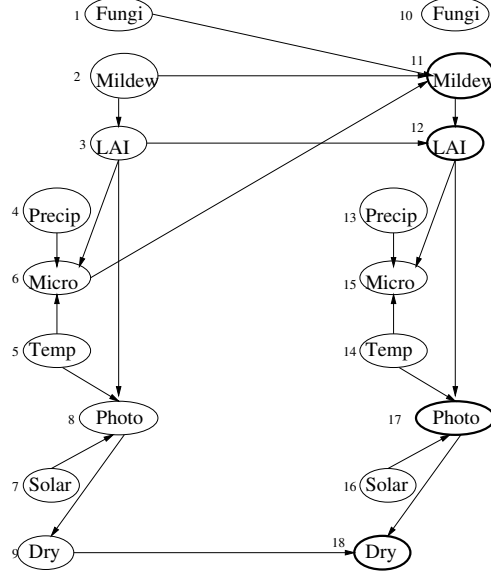 1 Fungi
10 Fungi
2 Mildew
11 Mildew
3 LAI
12 LAI
4 Precip
13 Precip
6 Micro
15 Micro
5 Temp
14 Temp
8 Photo
17 Photo
7 Solar
16 Solar
9 Dry
18 Dry